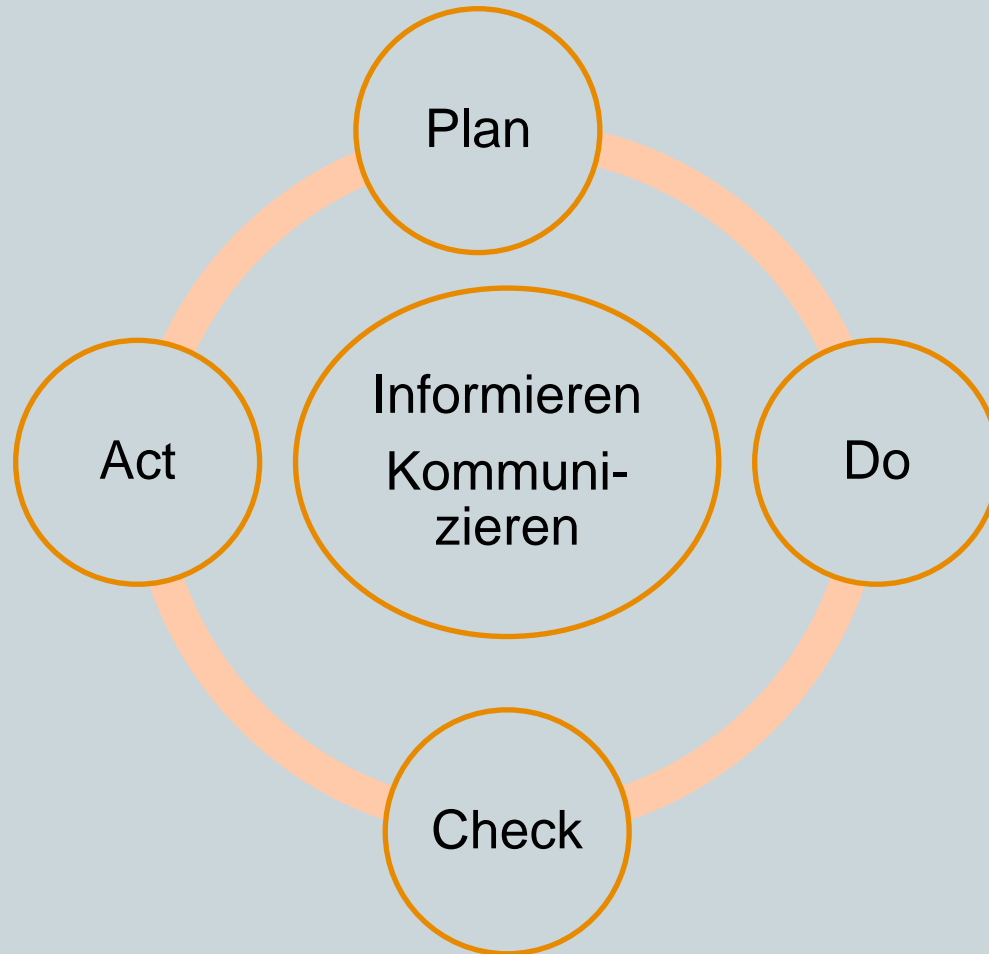 Plan
Informieren
Act
Do
Kommuni-
zieren
Check